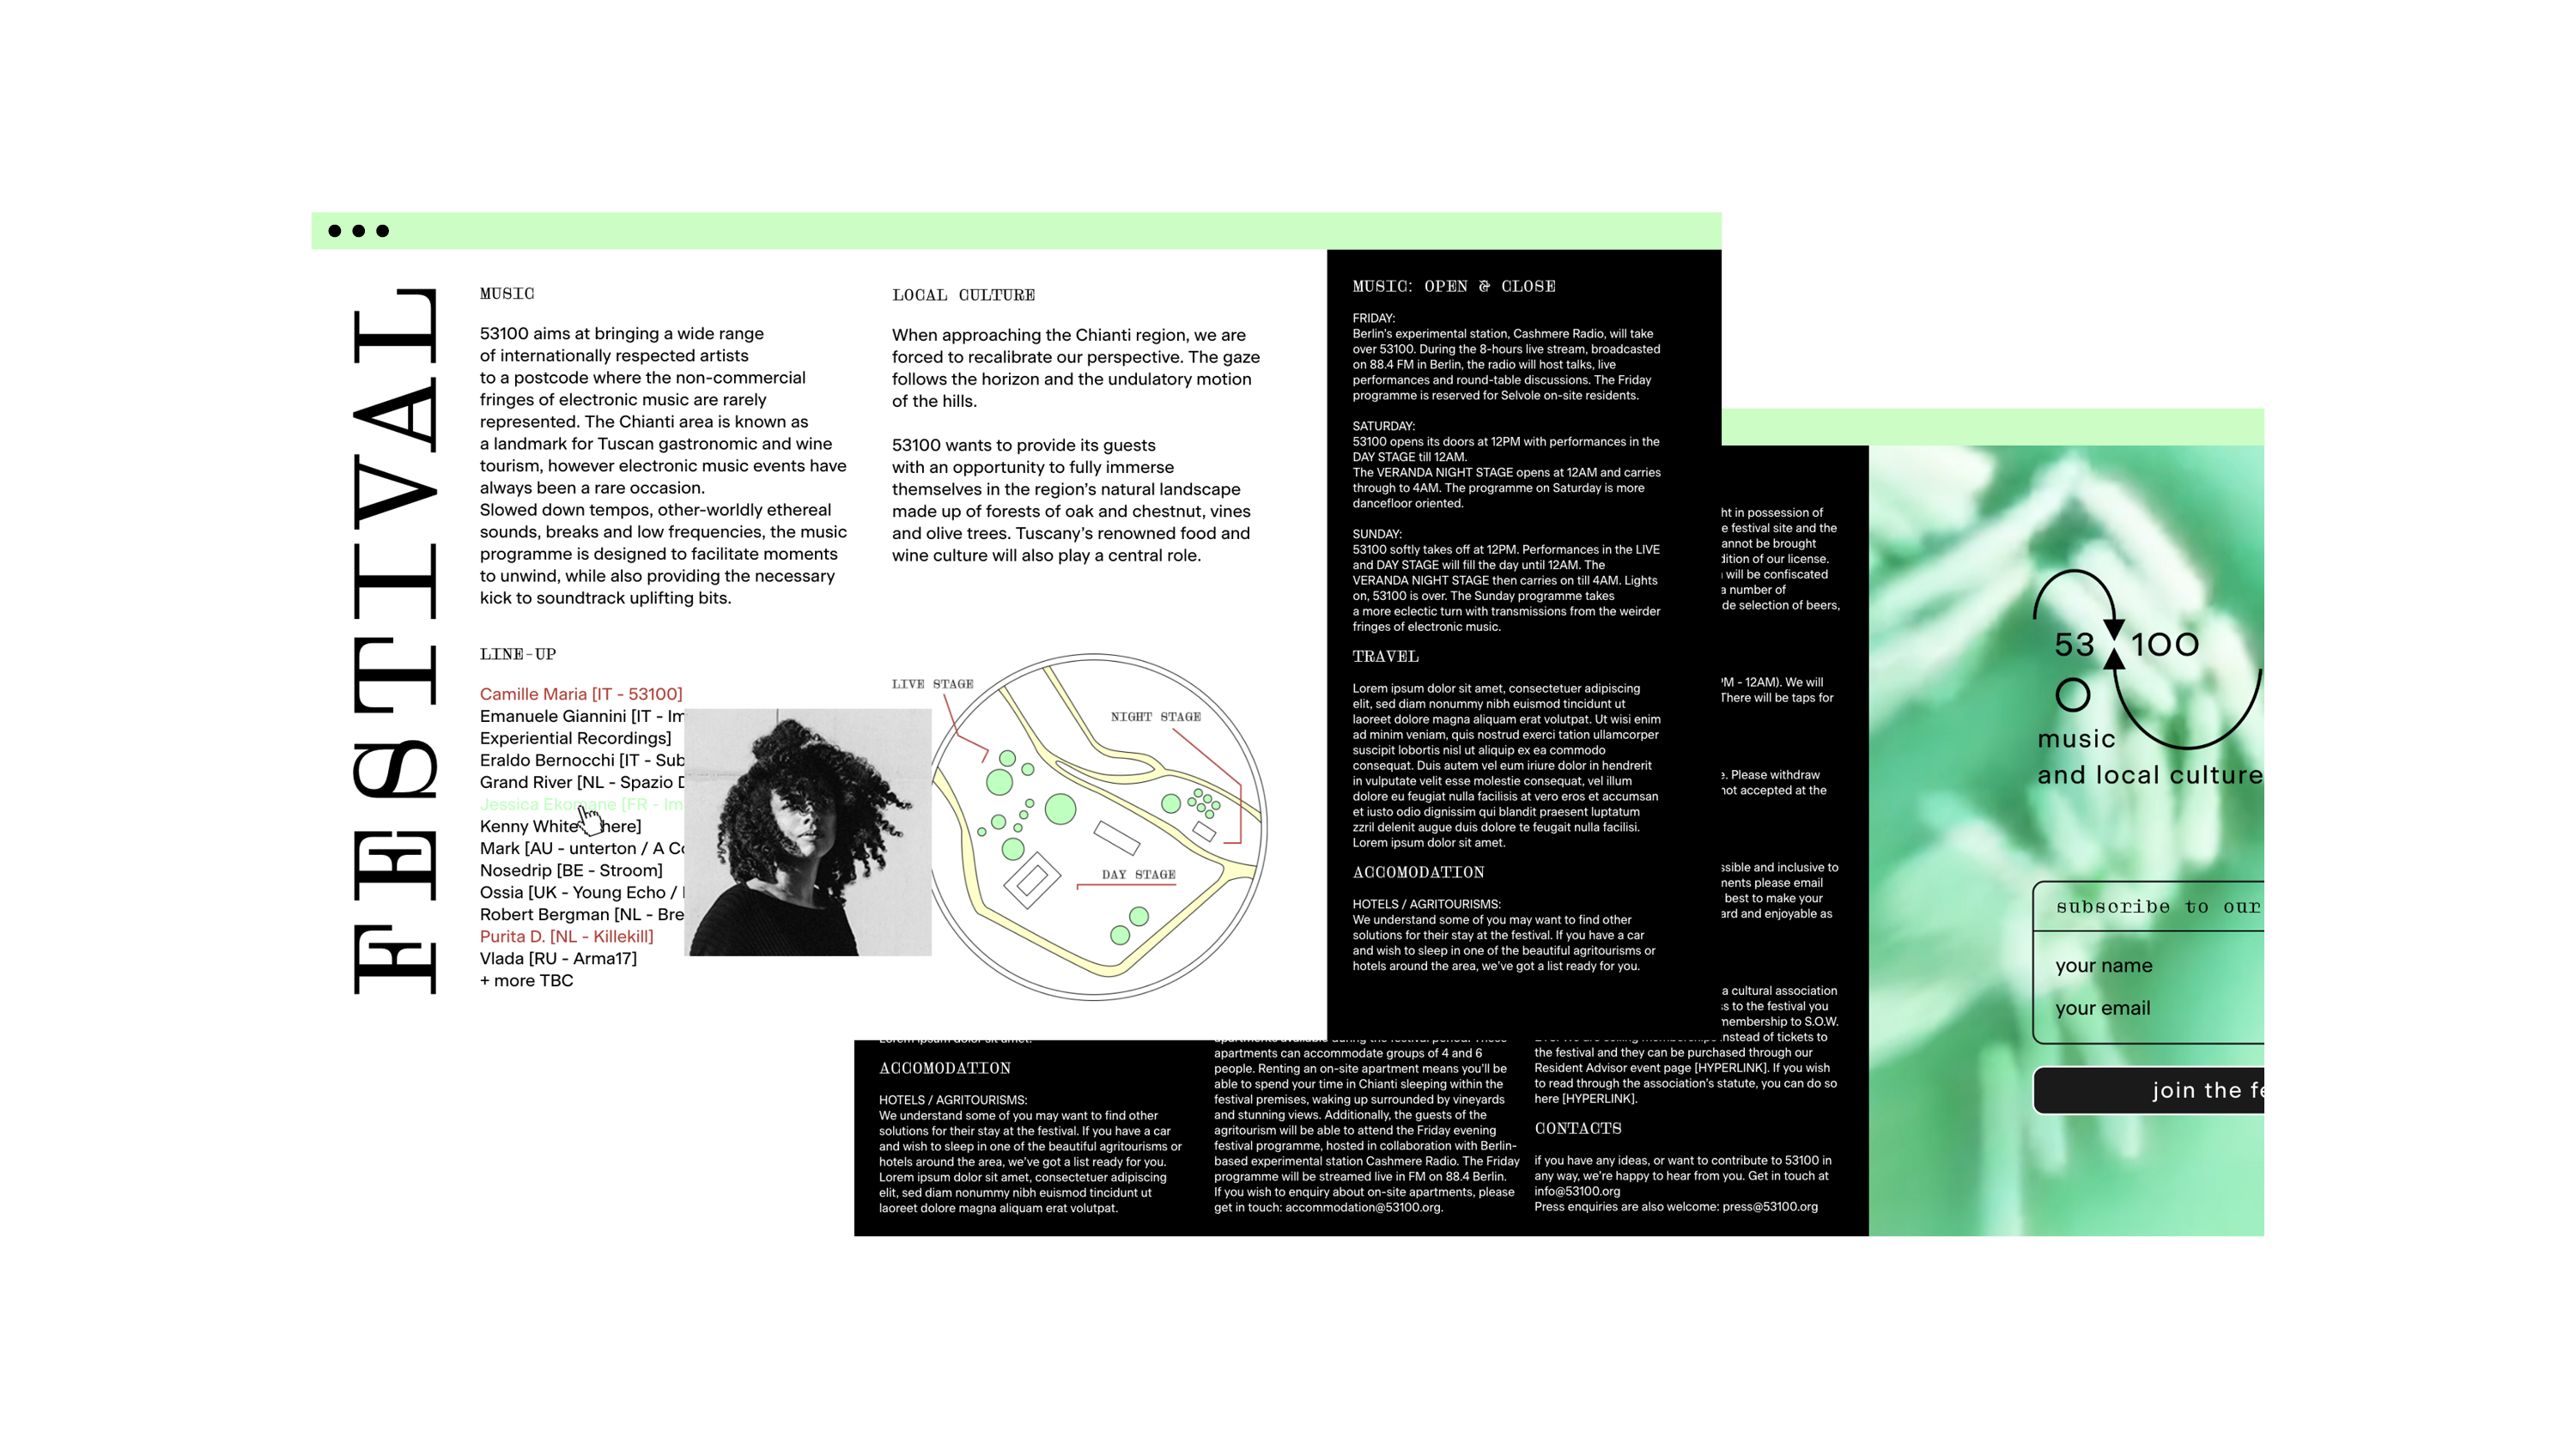 FESTIVAL
MUSIC
53100 aims at bringing a wide range
of internationally respected artists
to a postcode where the non-commercial
fringes of electronic music are rarely
represented. The Chianti area is known as
a landmark for Tuscan gastronomic and wine
tourism, however electronic music events have
always been a rare occasion.
Slowed down tempos, other-worldly ethereal
sounds, breaks and low frequencies, the music
programme is designed to facilitate moments
to unwind, while also providing the necessary
kick to soundtrack uplifting bits.
LINE-UP
Camille Maria [IT - 53100]
Emanuele Giannini [IT - Im
Experiential Recordings]
Eraldo Bernocchi [IT - Sub
Grand River [NL - Spazio D
Jessica Ekomane [FR - Im
Kenny White here]
Mark [AU - unterton / A Co
Nosedrip [BE - Stroom]
Ossia [UK - Young Echo /
Robert Bergman [NL - Bre
Purita D. [NL - Killekill]
Vlada [RU - Arma17]
+ more TBC
LOCAL CULTURE
When approaching the Chianti region, we are
forced to recalibrate our perspective. The gaze
follows the horizon and the undulatory motion
of the hills.
53100 wants to provide its guests
with an opportunity to fully immerse
themselves in the region's natural landscape
made up of forests of oak and chestnut, vines
and olive trees. Tuscany's renowned food and
wine culture will also play a central role.
LIVE STAGE
NIGHT STAGE
DAY STAGE
MUSIC: OPEN & CLOSE
FRIDAY:
Berlin's experimental station, Cashmere Radio, will take
over 53100. During the 8-hours live stream, broadcasted
on 88.4 FM in Berlin, the radio will host talks, live
performances and round-table discussions. The Friday
programme is reserved for Selvole on-site residents.
SATURDAY:
53100 opens its doors at 12PM with performances in the
DAY STAGE till 12AM.
The VERANDA NIGHT STAGE opens at 12AM and carries
through to 4AM. The programme on Saturday is more
dancefloor oriented.
SUNDAY:
53100 softly takes off at 12PM. Performances in the LIVE
and DAY STAGE will fill the day until 12AM. The
VERANDA NIGHT STAGE then carries on till 4AM. Lights
on, 53100 is over. The Sunday programme takes
a more eclectic turn with transmissions from the weirder
fringes of electronic music.
TRAVEL
Lorem ipsum dolor sit amet, consectetuer adipiscing
elit, sed diam nonummy nibh euismod tincidunt ut
laoreet dolore magna aliquam erat volutpat. Ut wisi enim
ad minim veniam, quis nostrud exerci tation ullamcorper
suscipit lobortis nisl ut aliquip ex ea commodo
consequat. Duis autem vel eum iriure dolor in hendrerit
in vulputate velit esse molestie consequat, vel illum
dolore eu feugiat nulla facilisis at vero eros et accumsan
et iusto odio dignissim qui blandit praesent luptatum
zzril delenit augue duis dolore te feugait nulla facilisi.
Lorem ipsum dolor sit amet.
ACCOMODATION
HOTELS / AGRITOURISMS:
We understand some of you may want to find other
solutions for their stay at the festival. If you have a car
and wish to sleep in one of the beautiful agritourisms or
hotels around the area, we've got a list ready for you.
ACCOMODATION
HOTELS / AGRITOURISMS:
We understand some of you may want to find other
solutions for their stay at the festival. If you have a car
and wish to sleep in one of the beautiful agritourisms or
hotels around the area, we've got a list ready for you.
Lorem ipsum dolor sit amet, consectetuer adipiscing
elit, sed diam nonummy nibh euismod tincidunt ut
laoreet dolore magna aliquam erat volutpat.
apartments can accommodate groups of 4 and 6
people. Renting an on-site apartment means you'll be
able to spend your time in Chianti sleeping within the
festival premises, waking up surrounded by vineyards
and stunning views. Additionally, the guests of the
agritourism will be able to attend the Friday evening
festival programme, hosted in collaboration with Berlin-
based experimental station Cashmere Radio. The Friday
programme will be streamed live in FM on 88.4 Berlin.
If you wish to enquiry about on-site apartments, please
get in touch: accommodation@53100.org.
ht in possession of
e festival site and the
annot be brought
dition of our license.
will be confiscated
a number of
de selection of beers,
PM - 12AM). We will
There will be taps for
e. Please withdraw
not accepted at the
ssible and inclusive to
ments please email
best to make your
ard and enjoyable as
a cultural association
s to the festival you
membership to S.O.W.
instead of tickets to
the festival and they can be purchased through our
Resident Advisor event page [HYPERLINK]. If you wish
to read through the association's statute, you can do so
here [HYPERLINK].
CONTACTS
if you have any ideas, or want to contribute to 53100 in
any way, we're happy to hear from you. Get in touch at
info@53100.org
Press enquiries are also welcome: press@53100.org
53 100
music
and local culture
subscribe to our
your name
your email
join the fe